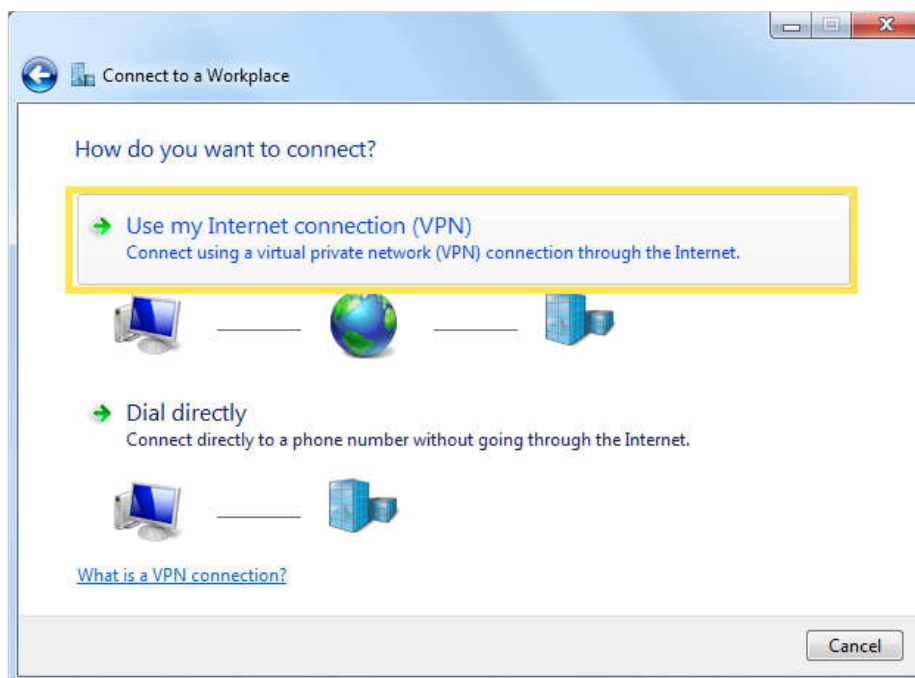 Connect to a Workplace
How do you want to connect?
Use my Internet connection (VPN)
Connect using a virtual private network (VPN) connection through the Internet.
Dial directly
Connect directly to a phone number without going through the Internet.
What is a VPN connection?
Cancel